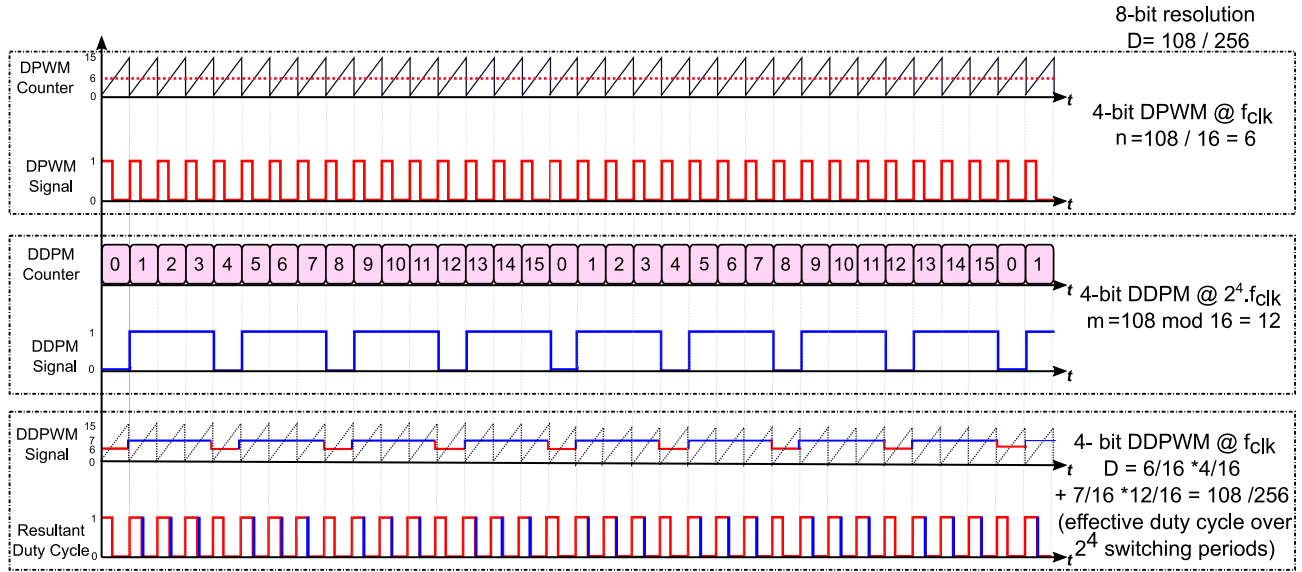 8-bit resolution
D= 108 / 256
DPWM
Counter
15
6
0
t
4-bit DPWM @ fclk
n =108 / 16 = 6
DPWM
Signal
1
0
t
DDPM
Counter
0 1 2 3 4 5 6 7 8 9 10 11 12 13 14 15 0 1 2 3 4 5 6 7 8 9 10 11 12 13 14 15 0 1
t
4-bit DDPM @ 2⁴.fclk
m =108 mod 16 = 12
DDPM
Signal
1
0
t
DDPWM
Signal
15
7
6
0
t
4- bit DDPWM @ fclk
D = 6/16 *4/16
+ 7/16 *12/16 = 108 /256
(effective duty cycle over
2⁴ switching periods)
Resultant
Duty Cycle
1
0
t